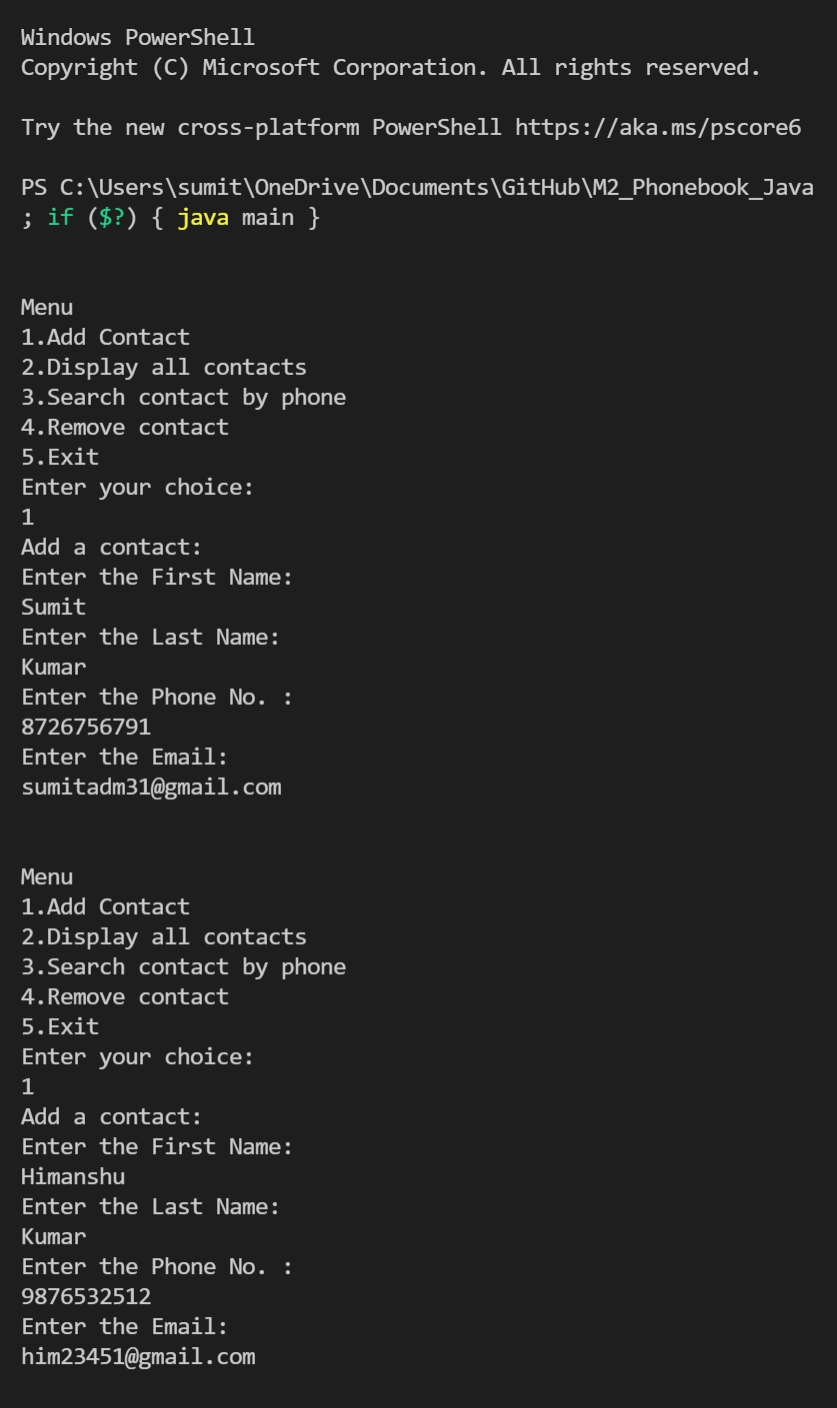 Windows PowerShell
Copyright (C) Microsoft Corporation. All rights reserved.
Try the new cross-platform PowerShell https://aka.ms/pscore6
PS C:\Users\sumit\OneDrive\Documents\GitHub\M2_Phonebook_Java
; if ($?) { java main }
Menu
1.Add Contact
2.Display all contacts
3.Search contact by phone
4.Remove contact
5.Exit
Enter your choice:
1
Add a contact:
Enter the First Name:
Sumit
Enter the Last Name:
Kumar
Enter the Phone No. :
8726756791
Enter the Email:
sumitadm31@gmail.com
Menu
1.Add Contact
2.Display all contacts
3.Search contact by phone
4.Remove contact
5.Exit
Enter your choice:
1
Add a contact:
Enter the First Name:
Himanshu
Enter the Last Name:
Kumar
Enter the Phone No. :
9876532512
Enter the Email:
him23451@gmail.com